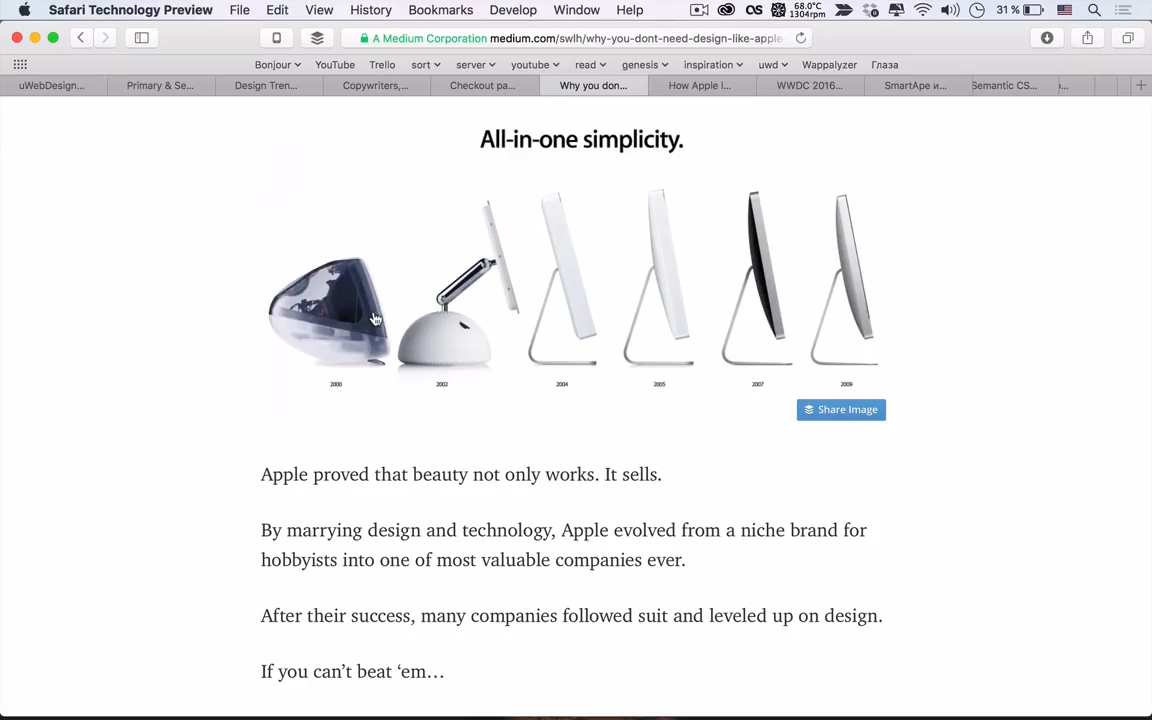 Safari Technology Preview File Edit View History Bookmarks Develop Window Help 68.0°C 1304rpm 31 %
A Medium Corporation medium.com/swlh/why-you-dont-need-design-like-apple-
Bonjour YouTube Trello sort server youtube read genesis inspiration uwd Wappalyzer Глаза
uWebDesign... Primary & Se... Design Tren... Copywriters,... Checkout pa... Why you don... How Apple I... WWDC 2016... SmartApe и... Semantic CS...
All-in-one simplicity.
2000 2002 2004 2005 2007 2009
Share Image
Apple proved that beauty not only works. It sells.
By marrying design and technology, Apple evolved from a niche brand for
hobbyists into one of most valuable companies ever.
After their success, many companies followed suit and leveled up on design.
If you can’t beat ‘em…